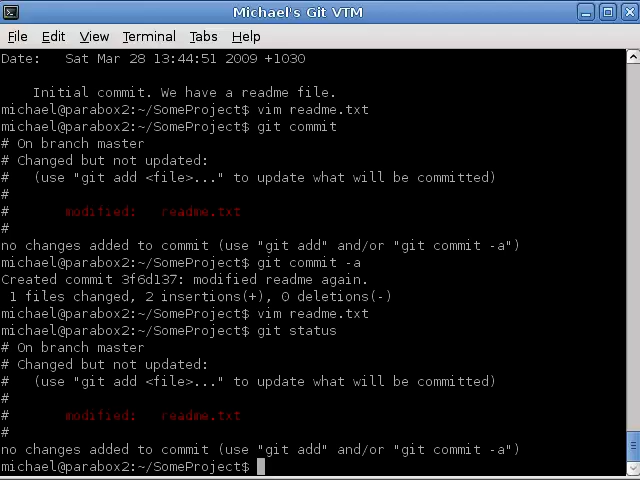 Michael's Git VTM
File Edit View Terminal Tabs Help
Date:   Sat Mar 28 13:44:51 2009 +1030
    Initial commit. We have a readme file.
michael@parabox2:~/SomeProject$ vim readme.txt
michael@parabox2:~/SomeProject$ git commit
# On branch master
# Changed but not updated:
#   (use "git add <file>..." to update what will be committed)
#
#       modified:   readme.txt
#
no changes added to commit (use "git add" and/or "git commit -a")
michael@parabox2:~/SomeProject$ git commit -a
Created commit 3f6d137: modified readme again.
 1 files changed, 2 insertions(+), 0 deletions(-)
michael@parabox2:~/SomeProject$ vim readme.txt
michael@parabox2:~/SomeProject$ git status
# On branch master
# Changed but not updated:
#   (use "git add <file>..." to update what will be committed)
#
#       modified:   readme.txt
#
no changes added to commit (use "git add" and/or "git commit -a")
michael@parabox2:~/SomeProject$